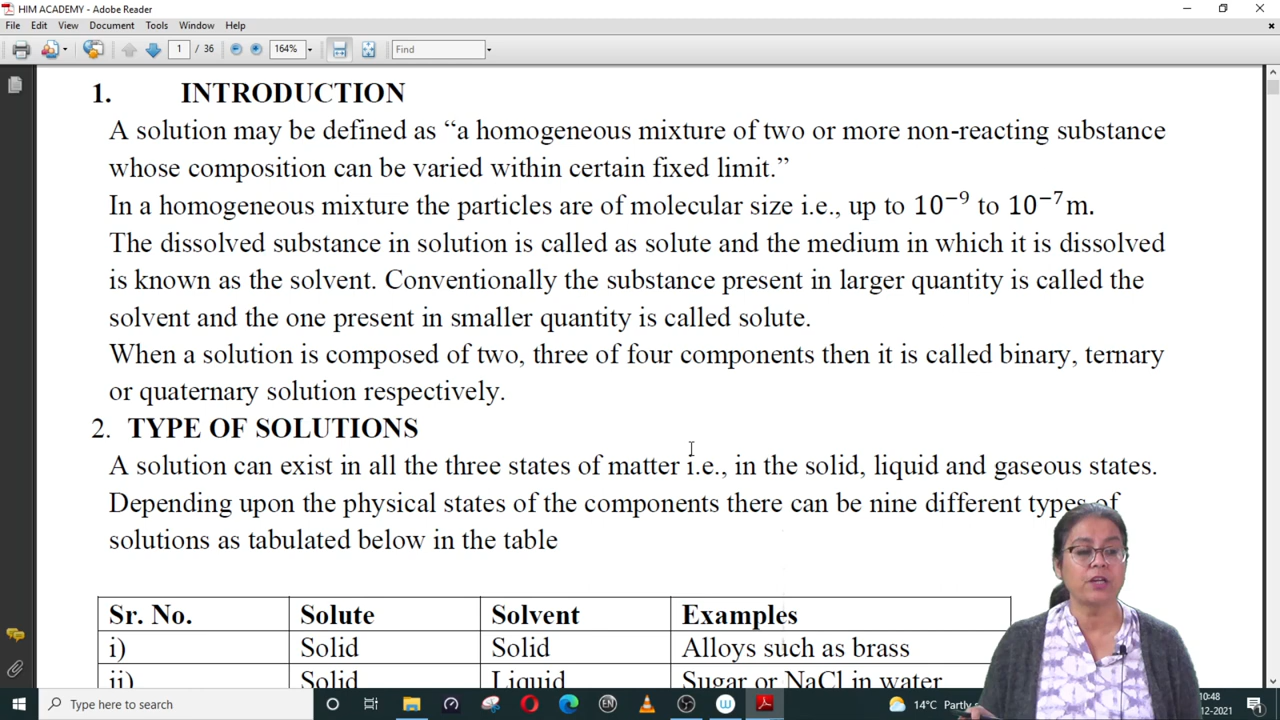 HIM ACADEMY - Adobe Reader
File Edit View Document Tools Window Help
1 / 36 164% Find
1. INTRODUCTION
A solution may be defined as “a homogeneous mixture of two or more non-reacting substance
whose composition can be varied within certain fixed limit.”
In a homogeneous mixture the particles are of molecular size i.e., up to 10⁻⁹ to 10⁻⁷m.
The dissolved substance in solution is called as solute and the medium in which it is dissolved
is known as the solvent. Conventionally the substance present in larger quantity is called the
solvent and the one present in smaller quantity is called solute.
When a solution is composed of two, three of four components then it is called binary, ternary
or quaternary solution respectively.
2. TYPE OF SOLUTIONS
A solution can exist in all the three states of matter i.e., in the solid, liquid and gaseous states.
Depending upon the physical states of the components there can be nine different types of
solutions as tabulated below in the table
Sr. No. Solute Solvent Examples
i) Solid Solid Alloys such as brass
ii) Solid Liquid Sugar or NaCl in water
Type here to search
14°C Partly
10:48
12-2021